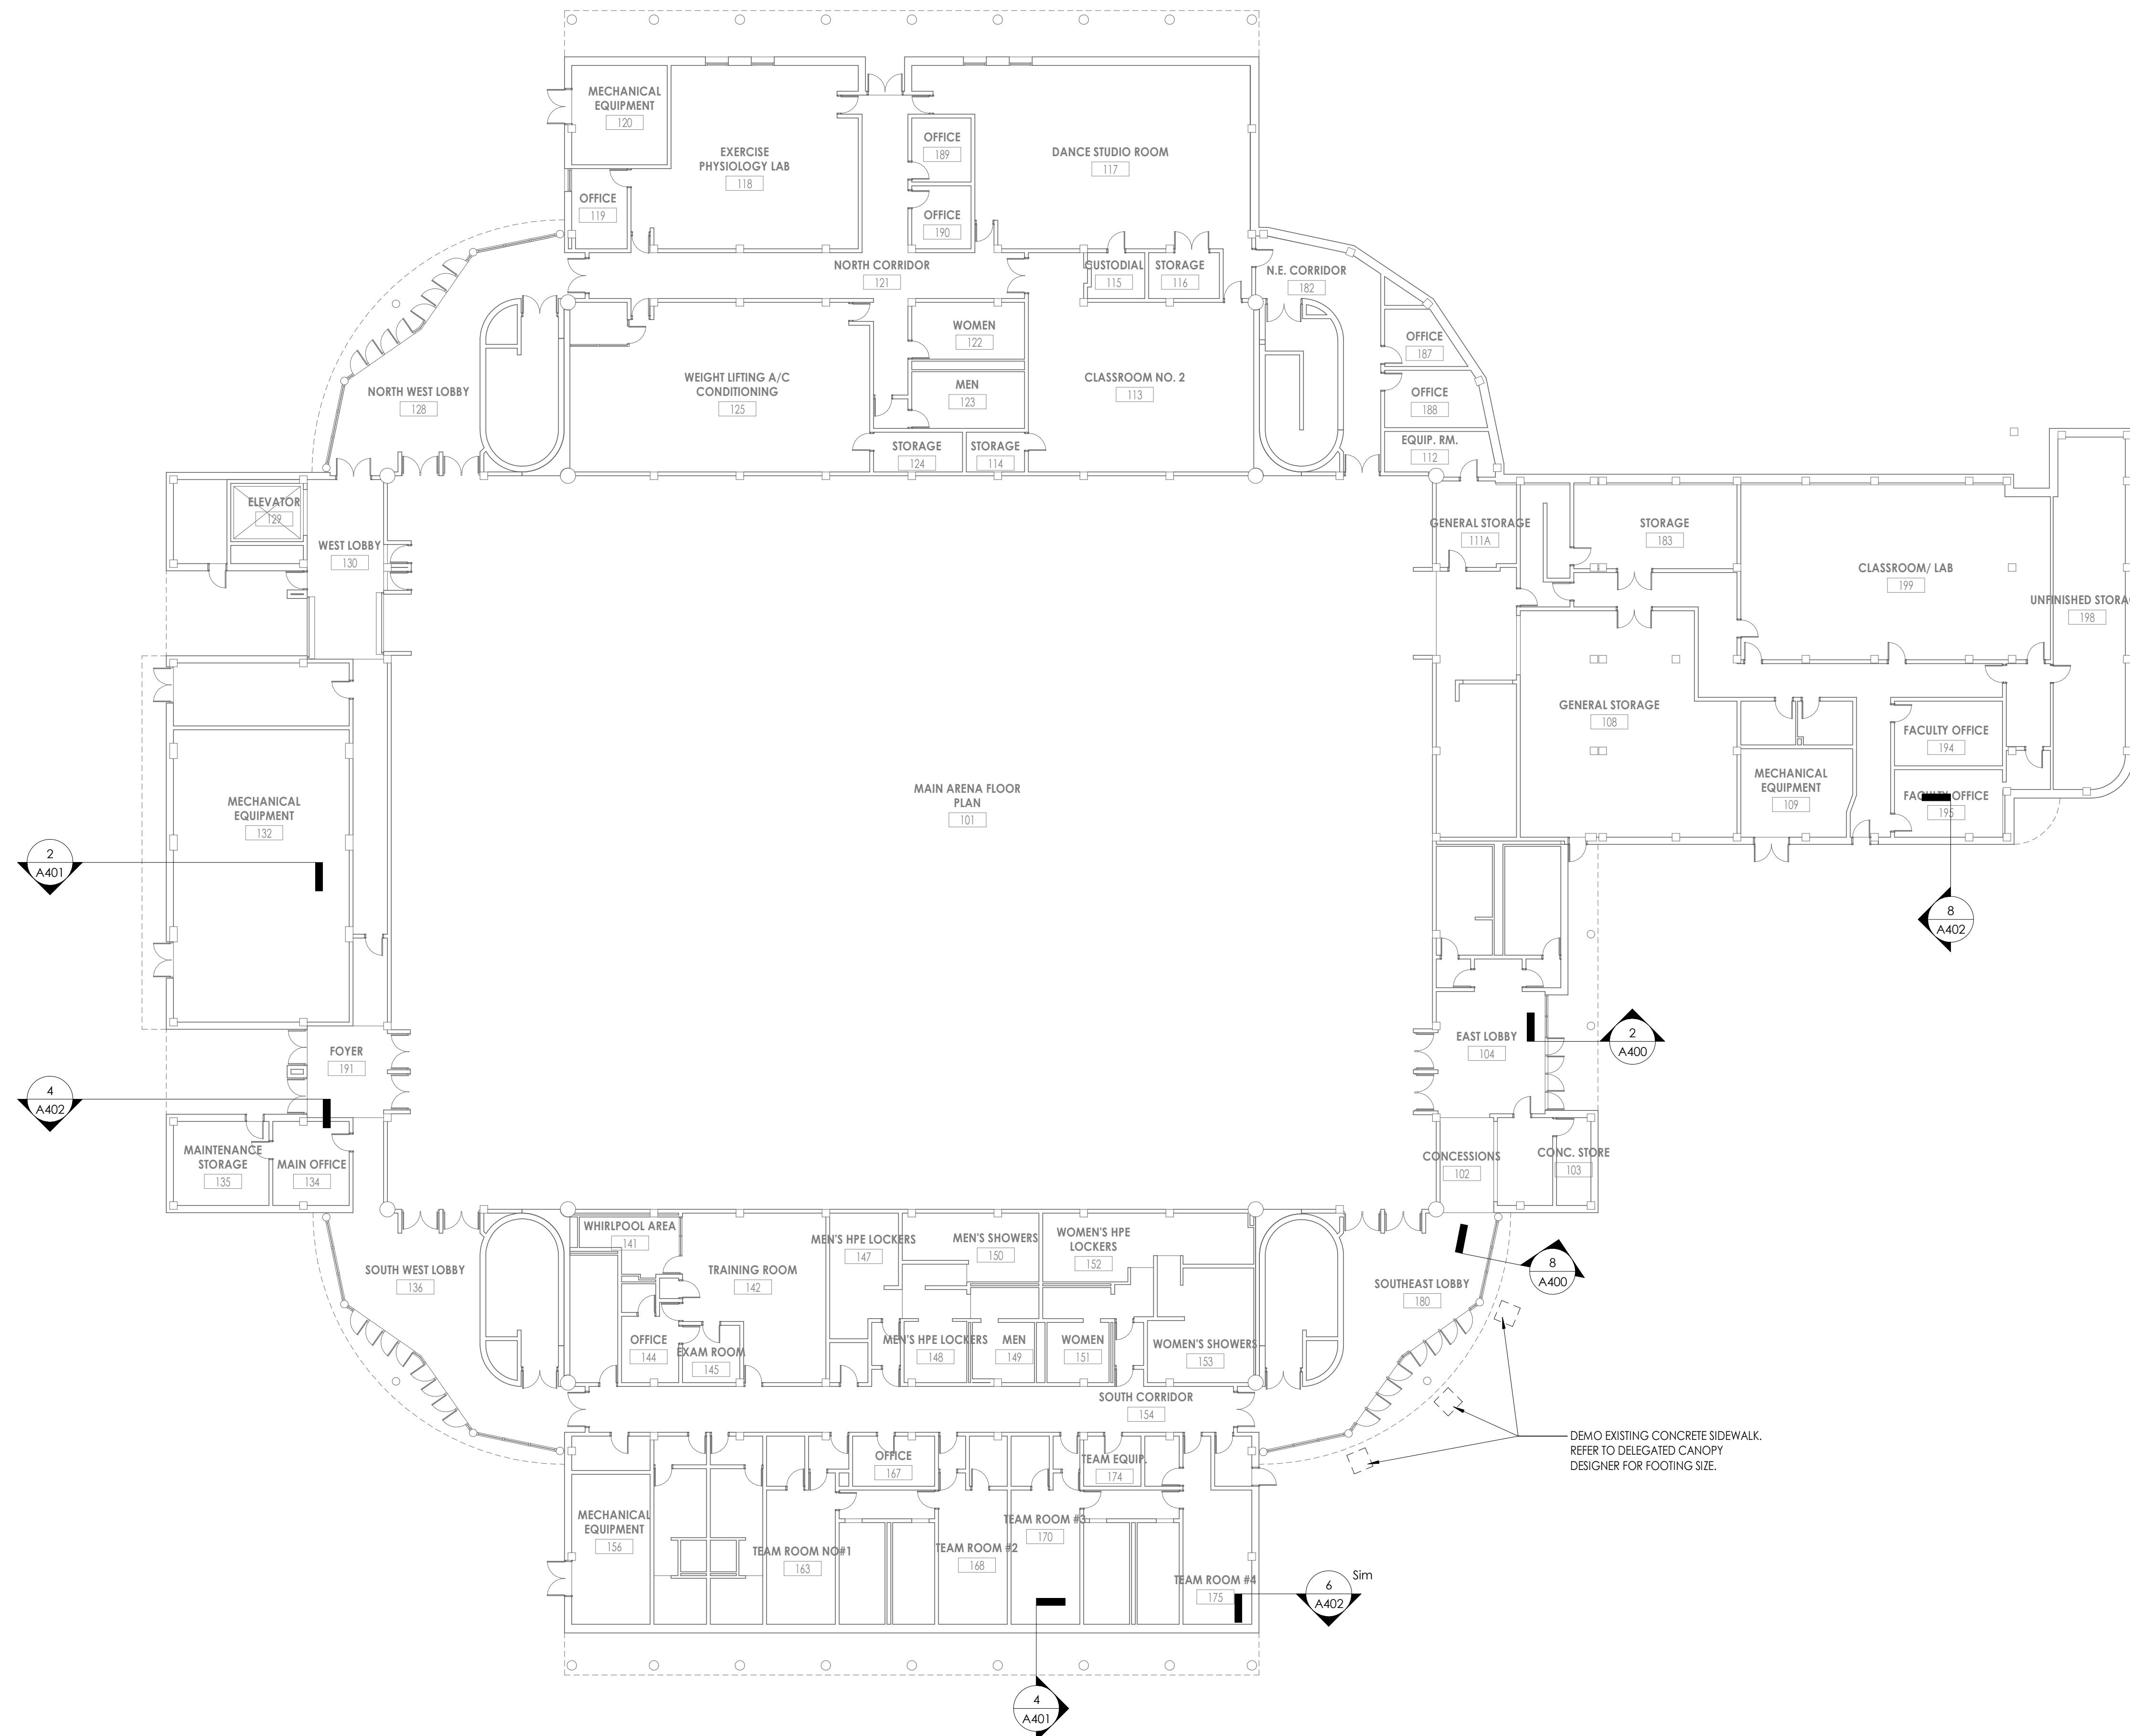 MECHANICAL
EQUIPMENT
120
EXERCISE
PHYSIOLOGY LAB
118
OFFICE
189
DANCE STUDIO ROOM
117
OFFICE
119
OFFICE
190
NORTH CORRIDOR
121
CUSTODIAL
115
STORAGE
116
N.E. CORRIDOR
182
WOMEN
122
OFFICE
187
NORTH WEST LOBBY
128
WEIGHT LIFTING A/C
CONDITIONING
125
MEN
123
CLASSROOM NO. 2
113
OFFICE
188
STORAGE
124
STORAGE
114
EQUIP. RM.
112
ELEVATOR
129
WEST LOBBY
130
GENERAL STORAGE
111A
STORAGE
183
CLASSROOM/ LAB
199
UNFINISHED STORA
198
GENERAL STORAGE
108
FACULTY OFFICE
194
MECHANICAL
EQUIPMENT
109
FACULTY OFFICE
195
MECHANICAL
EQUIPMENT
132
MAIN ARENA FLOOR
PLAN
101
2
A401
8
A402
FOYER
191
EAST LOBBY
104
2
A400
4
A402
MAINTENANCE
STORAGE
135
MAIN OFFICE
134
CONCESSIONS
102
CONC. STORE
103
WHIRLPOOL AREA
141
MEN'S HPE LOCKERS
147
MEN'S SHOWERS
150
WOMEN'S HPE
LOCKERS
152
SOUTH WEST LOBBY
136
TRAINING ROOM
142
SOUTHEAST LOBBY
180
8
A400
OFFICE
144
EXAM ROOM
145
MEN'S HPE LOCKERS
148
MEN
149
WOMEN
151
WOMEN'S SHOWERS
153
SOUTH CORRIDOR
154
DEMO EXISTING CONCRETE SIDEWALK.
REFER TO DELEGATED CANOPY
DESIGNER FOR FOOTING SIZE.
OFFICE
167
TEAM EQUIP.
174
MECHANICAL
EQUIPMENT
156
TEAM ROOM NO#1
163
TEAM ROOM #2
168
TEAM ROOM #3
170
TEAM ROOM #4
175
6
A402
Sim
4
A401